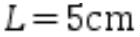 L = 5cm